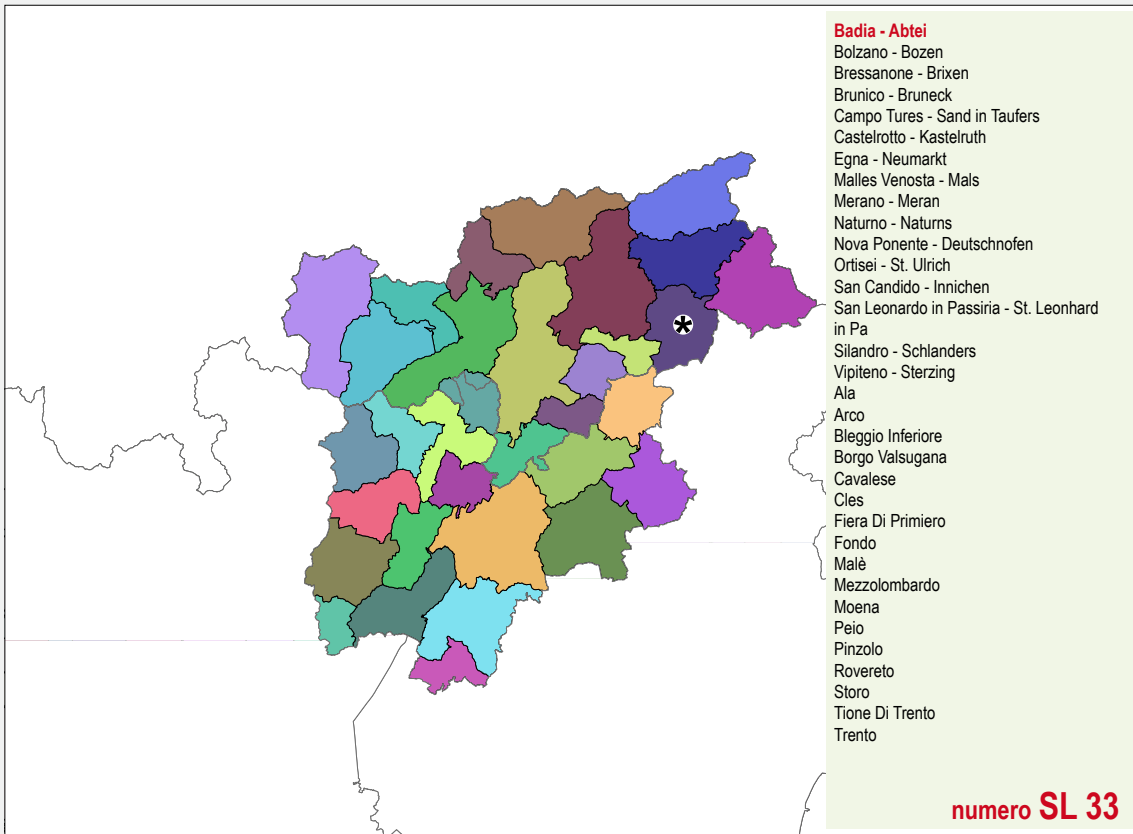 Badia - Abtei
Bolzano - Bozen
Bressanone - Brixen
Brunico - Bruneck
Campo Tures - Sand in Taufers
Castelrotto - Kastelruth
Egna - Neumarkt
Malles Venosta - Mals
Merano - Meran
Naturno - Naturns
Nova Ponente - Deutschnofen
Ortisei - St. Ulrich
San Candido - Innichen
San Leonardo in Passiria - St. Leonhard
in Pa
Silandro - Schlanders
Vipiteno - Sterzing
Ala
Arco
Bleggio Inferiore
Borgo Valsugana
Cavalese
Cles
Fiera Di Primiero
Fondo
Malè
Mezzolombardo
Moena
Peio
Pinzolo
Rovereto
Storo
Tione Di Trento
Trento
numero SL 33